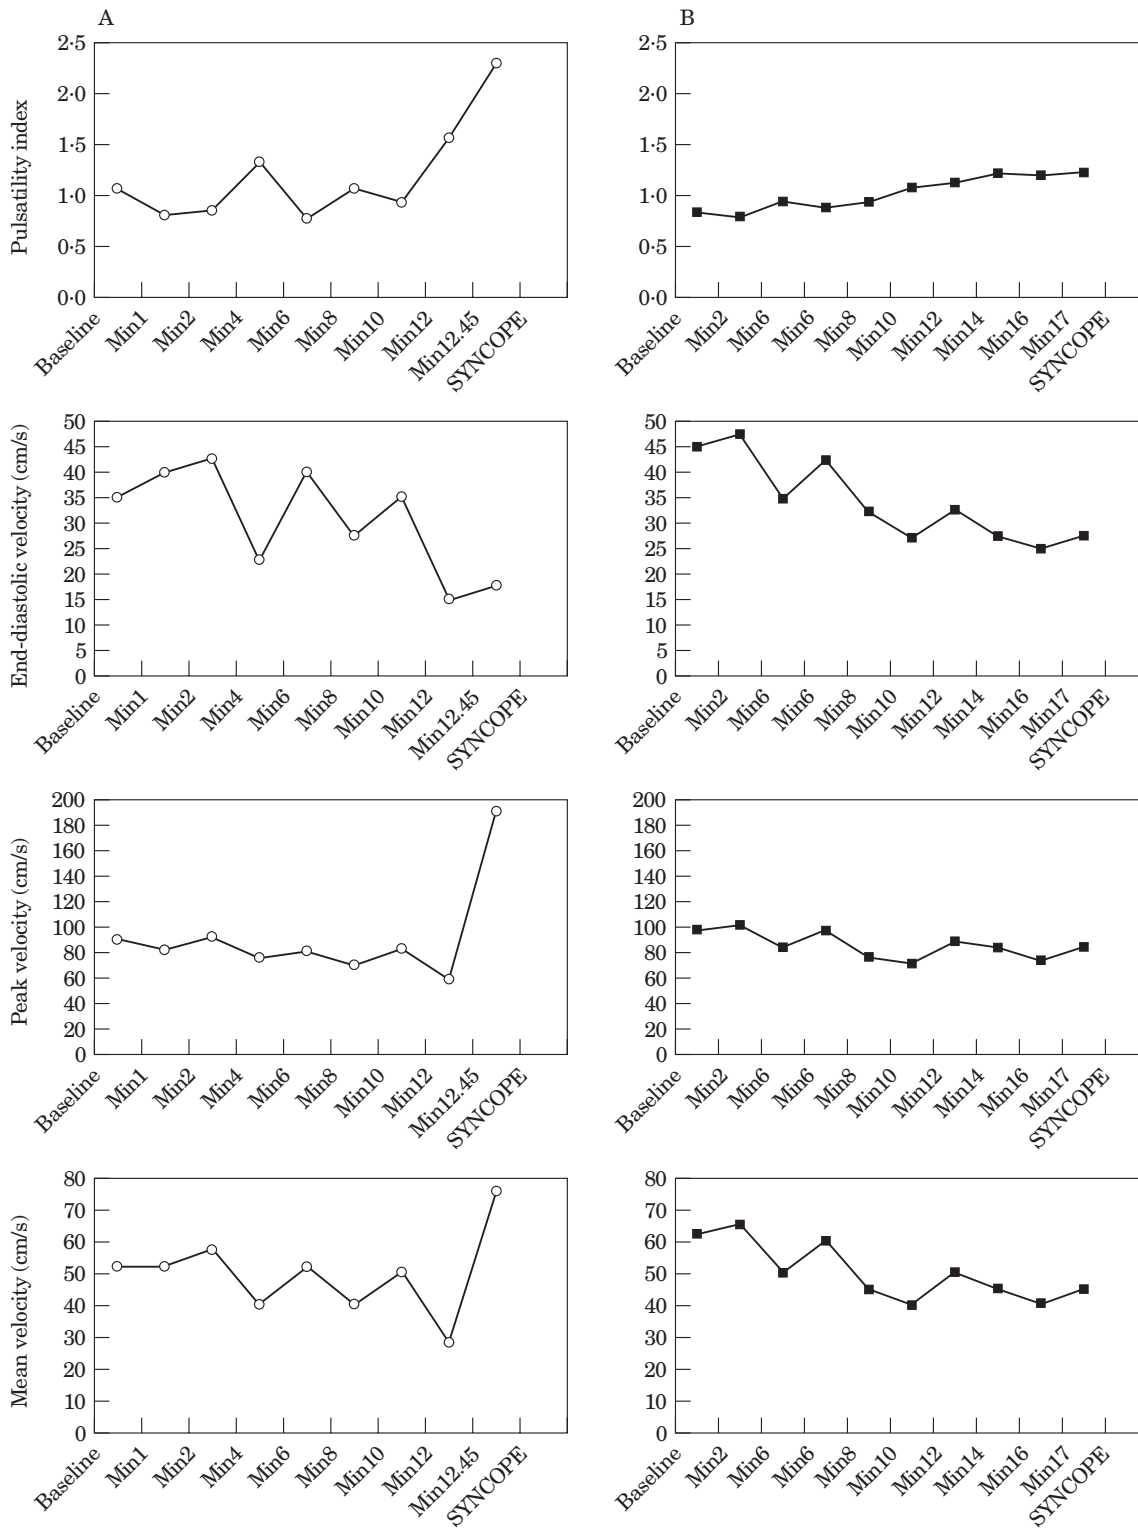 A
Pulsatility index
2·5
2·0
1·5
1·0
0·5
0·0
Baseline
Min1
Min2
Min4
Min6
Min8
Min10
Min12
Min12.45
SYNCOPE
B
2·5
2·0
1·5
1·0
0·5
0·0
Baseline
Min2
Min6
Min6
Min8
Min10
Min12
Min14
Min16
Min17
SYNCOPE
End-diastolic velocity (cm/s)
50
45
40
35
30
25
20
15
10
5
0
Baseline
Min1
Min2
Min4
Min6
Min8
Min10
Min12
Min12.45
SYNCOPE
50
45
40
35
30
25
20
15
10
5
0
Baseline
Min2
Min6
Min6
Min8
Min10
Min12
Min14
Min16
Min17
SYNCOPE
Peak velocity (cm/s)
200
180
160
140
120
100
80
60
40
20
0
Baseline
Min1
Min2
Min4
Min6
Min8
Min10
Min12
Min12.45
SYNCOPE
200
180
160
140
120
100
80
60
40
20
0
Baseline
Min2
Min6
Min6
Min8
Min10
Min12
Min14
Min16
Min17
SYNCOPE
Mean velocity (cm/s)
80
70
60
50
40
30
20
10
0
Baseline
Min1
Min2
Min4
Min6
Min8
Min10
Min12
Min12.45
SYNCOPE
80
70
60
50
40
30
20
10
0
Baseline
Min2
Min6
Min6
Min8
Min10
Min12
Min14
Min16
Min17
SYNCOPE